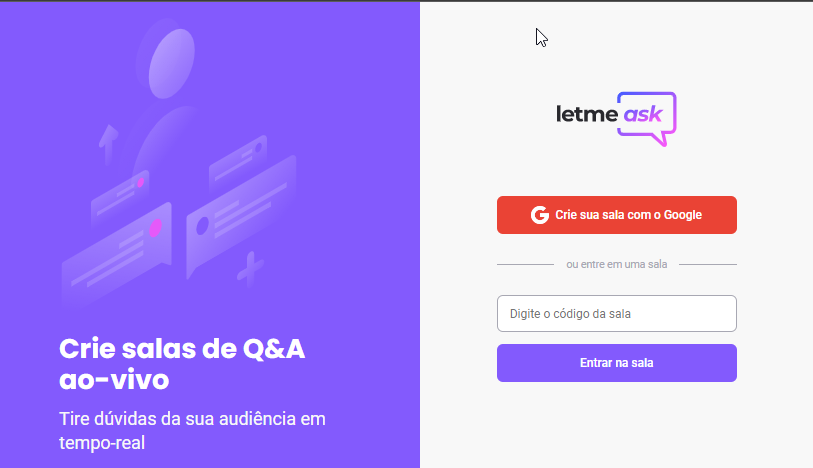 Crie salas de Q&A
ao-vivo
Tire dúvidas da sua audiência em
tempo-real
letmeask
Crie sua sala com o Google
ou entre em uma sala
Digite o código da sala
Entrar na sala